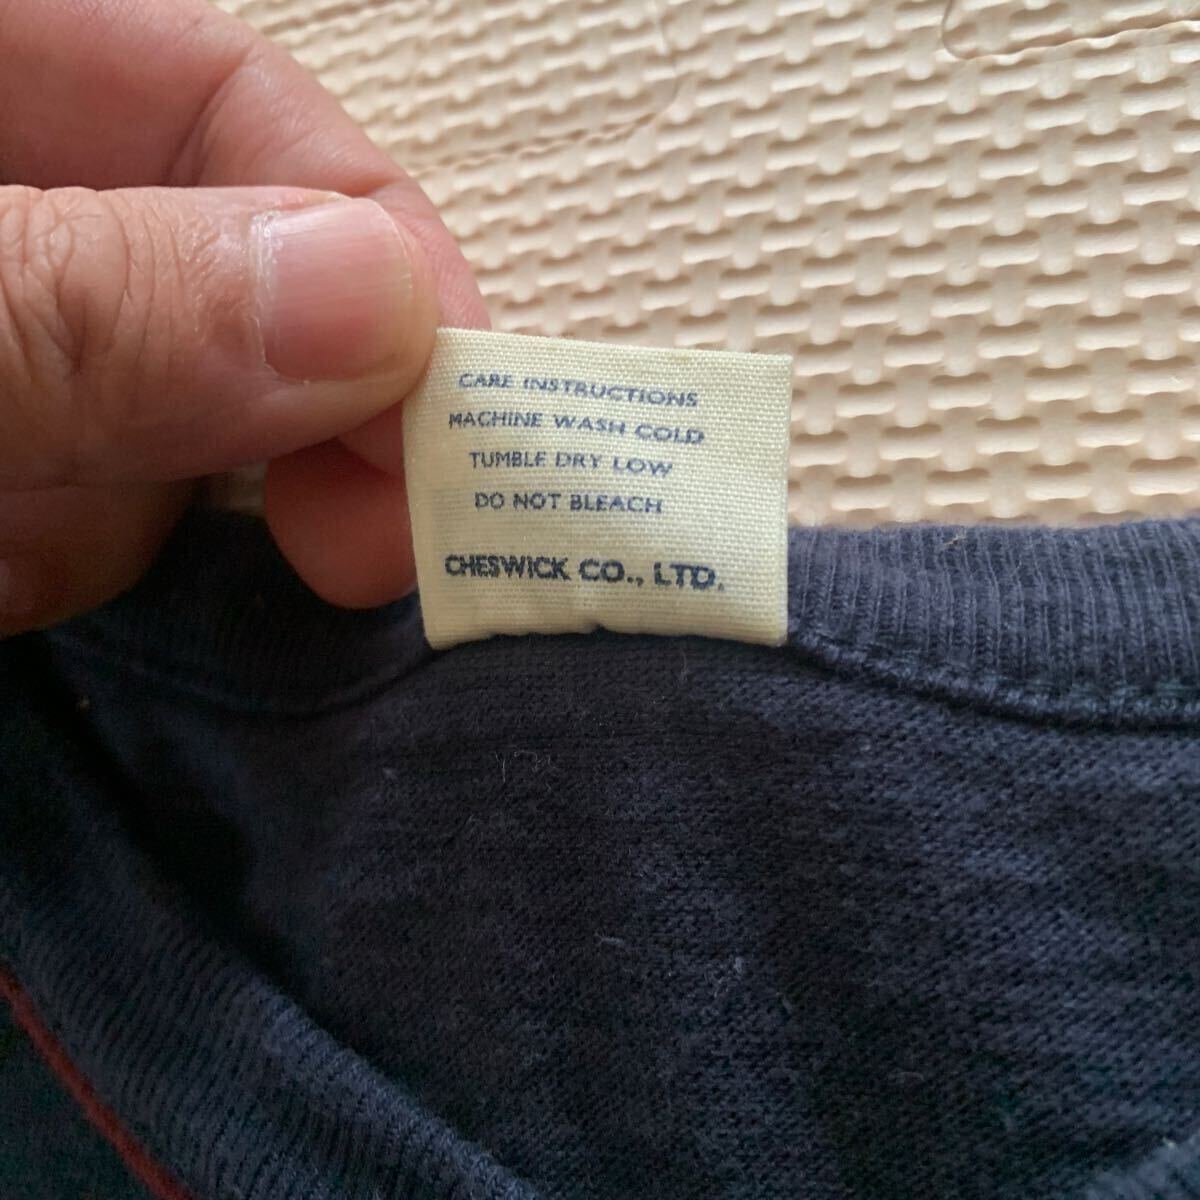 CARE INSTRUCTIONS
MACHINE WASH COLD
TUMBLE DRY LOW
DO NOT BLEACH
CHESWICK CO., LTD.